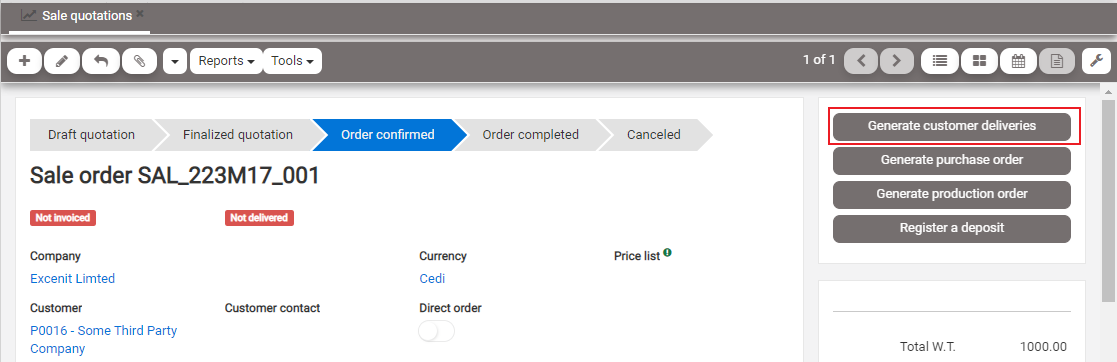 Sale quotations ×
Reports Tools 1 of 1
Draft quotation Finalized quotation Order confirmed Order completed Canceled
Sale order SAL_223M17_001
Not invoiced Not delivered
Company Currency Price list
Excenit Limted Cedi
Customer Customer contact Direct order
P0016 - Some Third Party
Company
Generate customer deliveries
Generate purchase order
Generate production order
Register a deposit
Total W.T. 1000.00